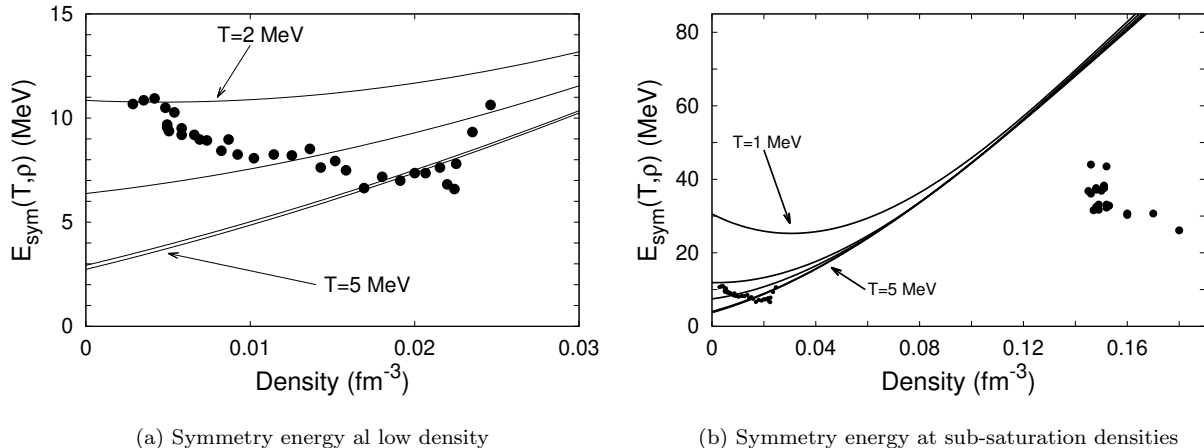 15
10
5
0
E_sym(T,ρ) (MeV)
T=2 MeV
T=5 MeV
0
0.01
0.02
0.03
Density (fm⁻³)
(a) Symmetry energy al low density
80
60
40
20
0
E_sym(T,ρ) (MeV)
T=1 MeV
T=5 MeV
0
0.04
0.08
0.12
0.16
Density (fm⁻³)
(b) Symmetry energy at sub-saturation densities